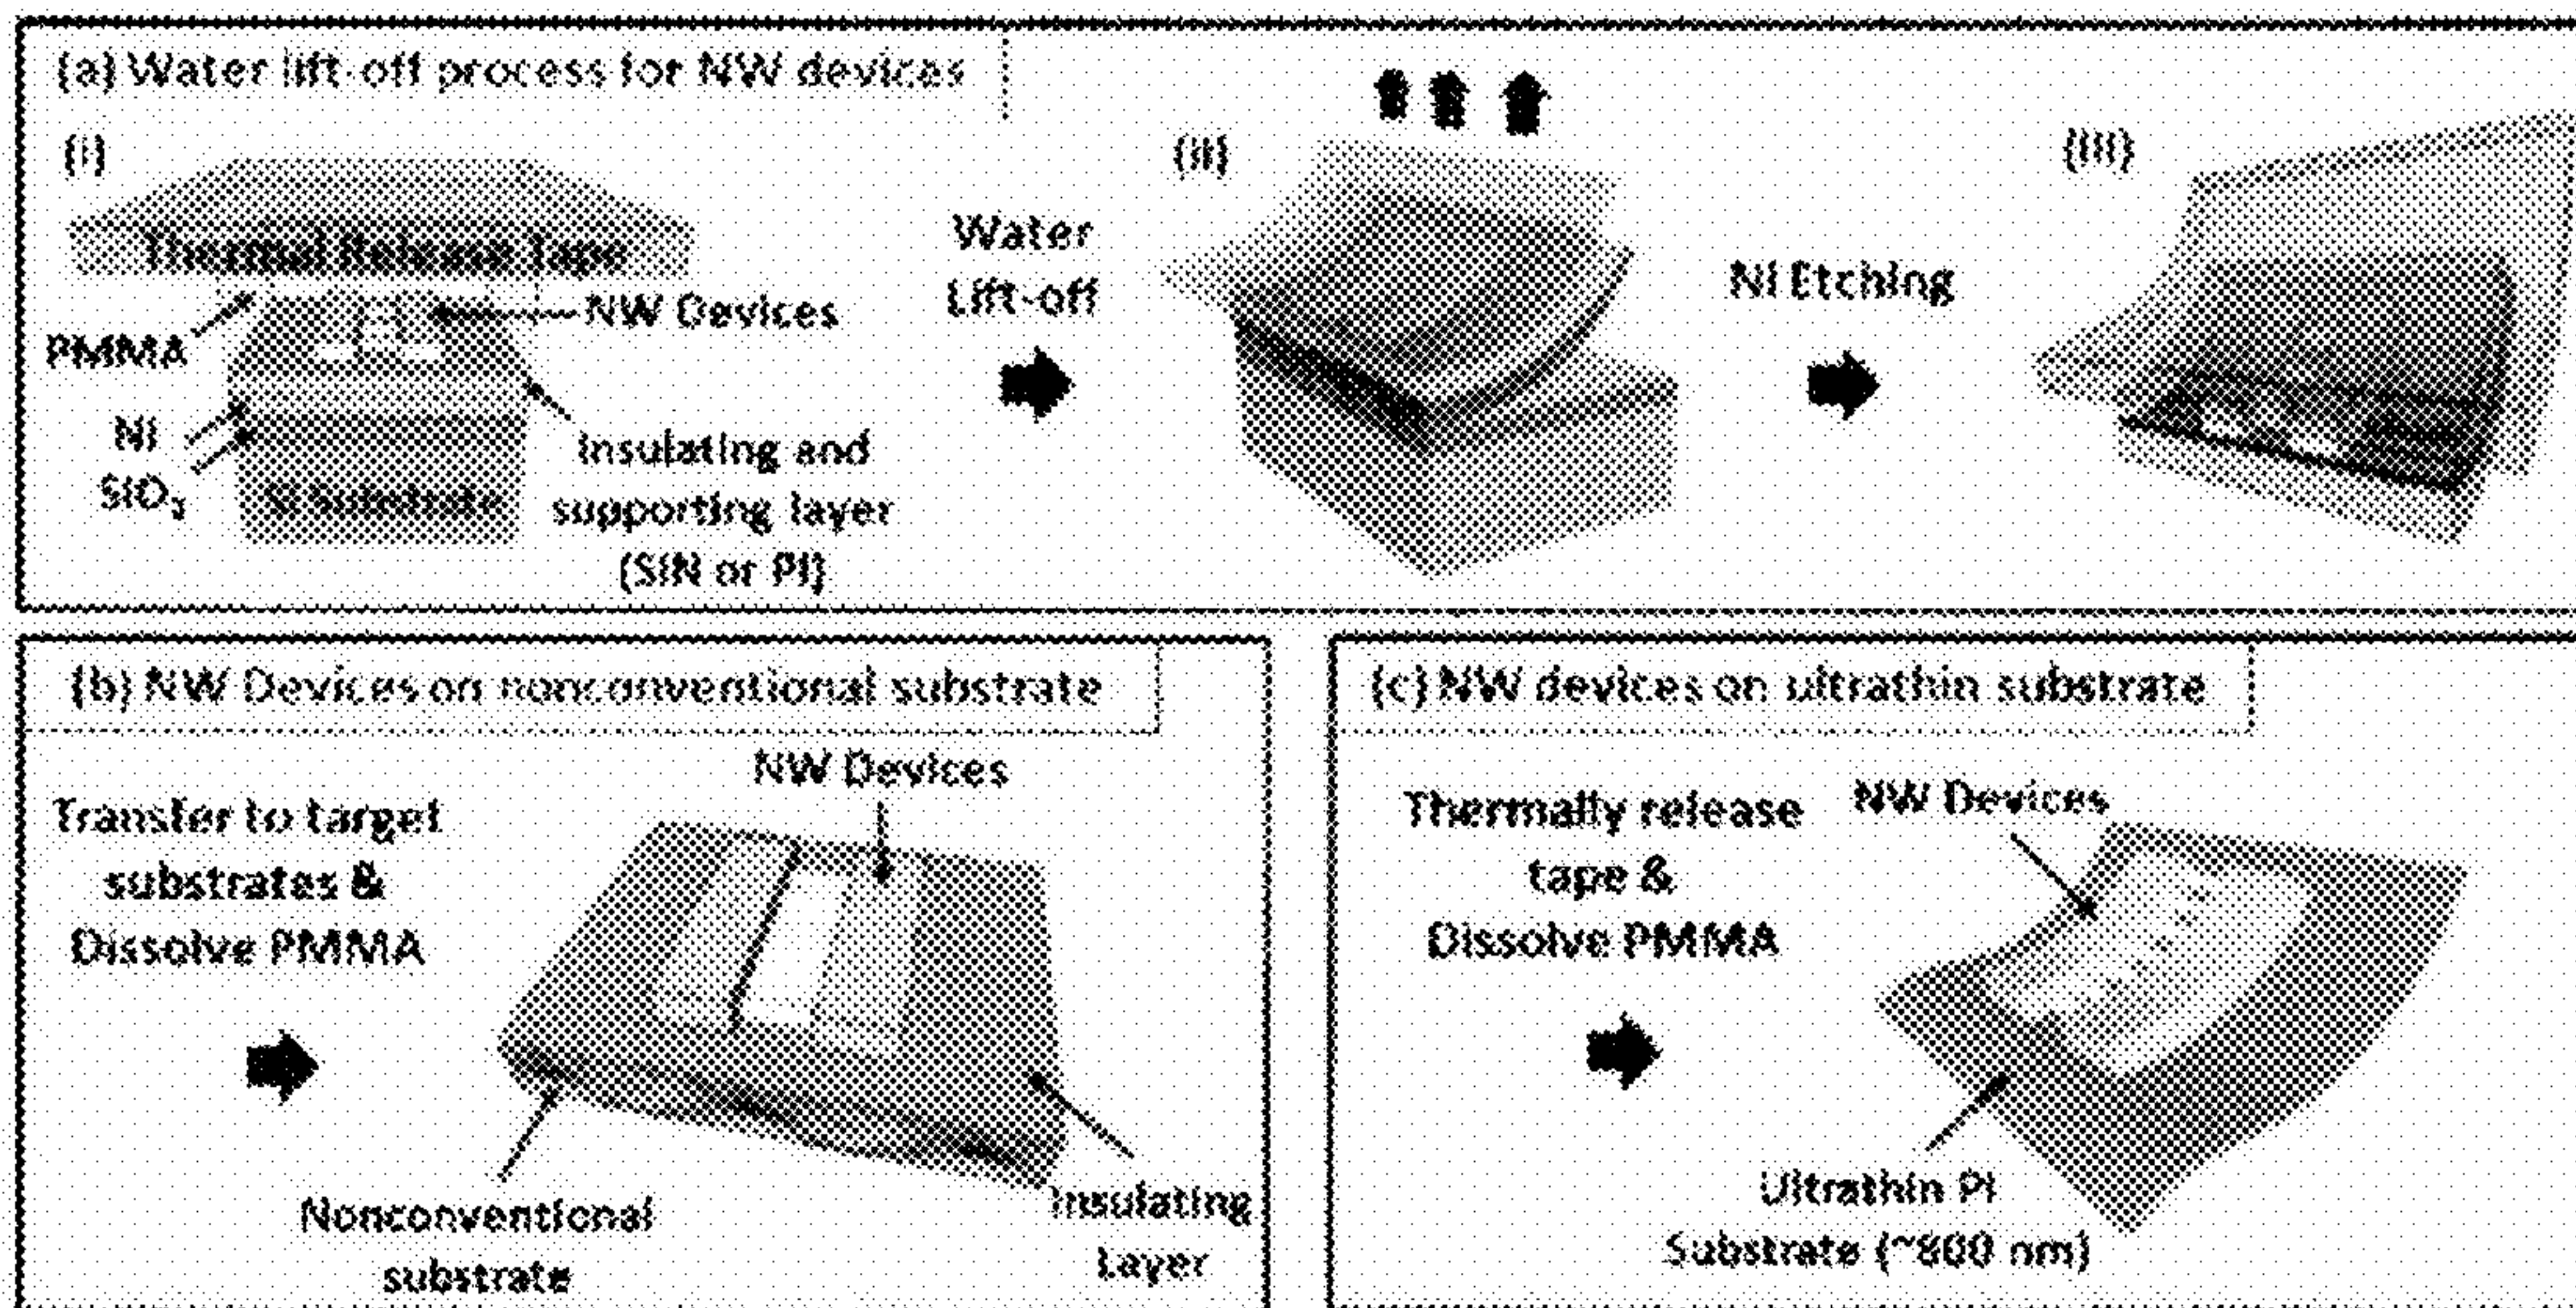 (a) Water lift-off process for NW devices
(i)
Thermal Release Tape
PMMA
NW Devices
Ni
SiO2
Si Substrate
Insulating and
supporting layer
(SiN or PI)
Water
Lift-off
(ii)
Ni Etching
(iii)
(b) NW Devices on nonconventional substrate
Transfer to target
substrates &
Dissolve PMMA
NW Devices
Nonconventional
substrate
Insulating
Layer
(c) NW devices on ultrathin substrate
Thermally release
tape &
Dissolve PMMA
NW Devices
Ultrathin PI
Substrate (~800 nm)